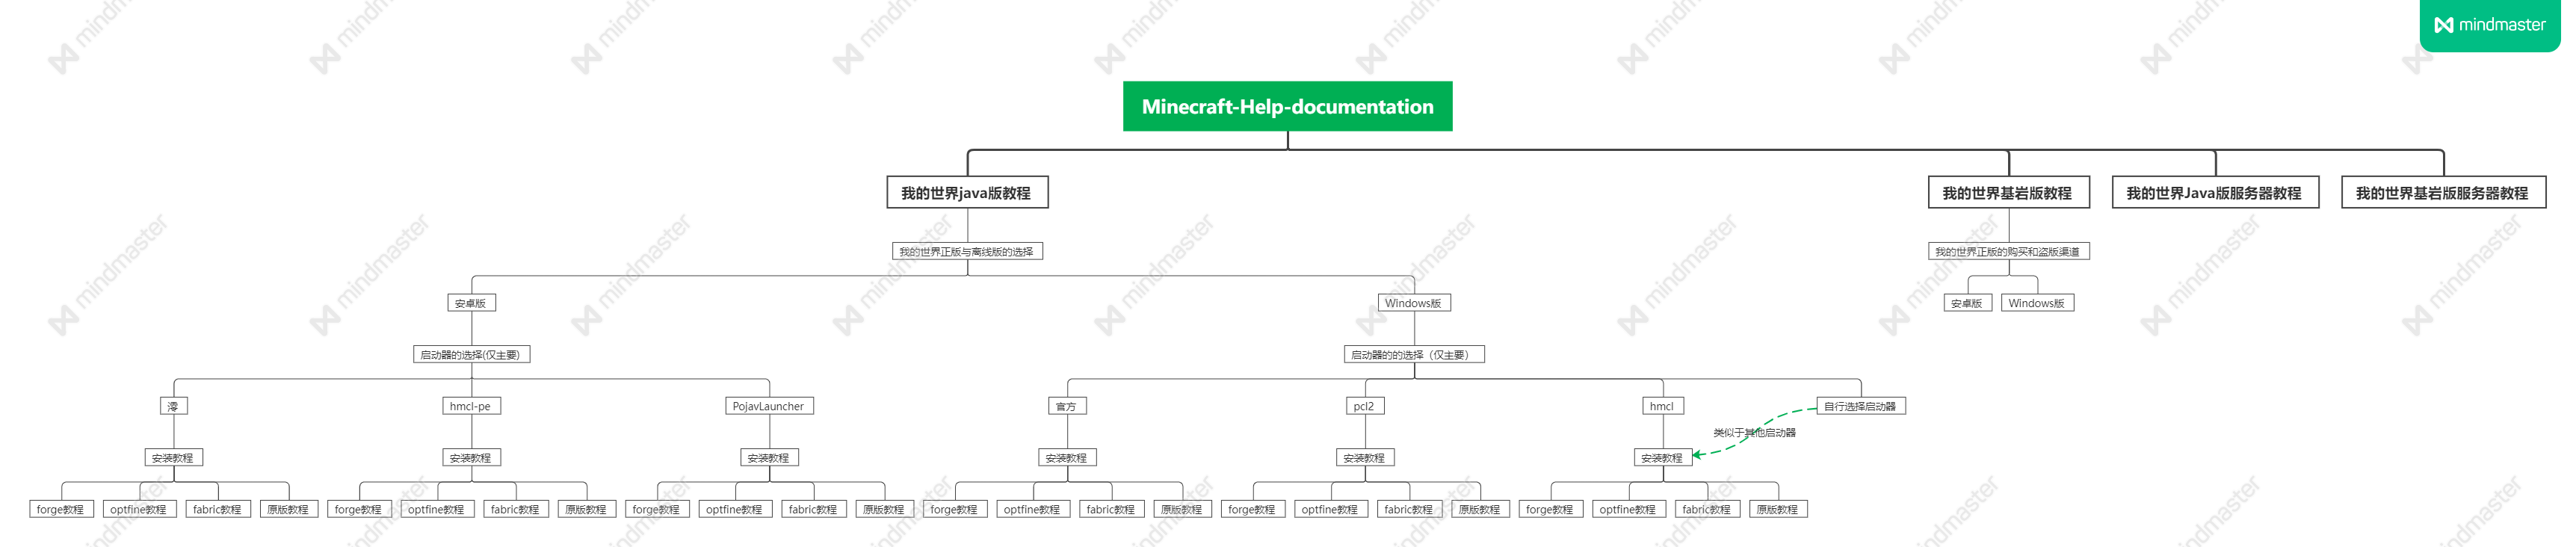 mindmaster
Minecraft-Help-documentation
我的世界java版教程
我的世界基岩版教程
我的世界Java版服务器教程
我的世界基岩版服务器教程
我的世界正版与离线版的选择
我的世界正版的购买和盗版渠道
安卓版
Windows版
安卓版
Windows版
启动器的选择(仅主要)
启动器的的选择（仅主要）
澪
hmcl-pe
PojavLauncher
官方
pcl2
hmcl
自行选择启动器
类似于其他启动器
安装教程
安装教程
安装教程
安装教程
安装教程
安装教程
forge教程
optfine教程
fabric教程
原版教程
forge教程
optfine教程
fabric教程
原版教程
forge教程
optfine教程
fabric教程
原版教程
forge教程
optfine教程
fabric教程
原版教程
forge教程
optfine教程
fabric教程
原版教程
forge教程
optfine教程
fabric教程
原版教程